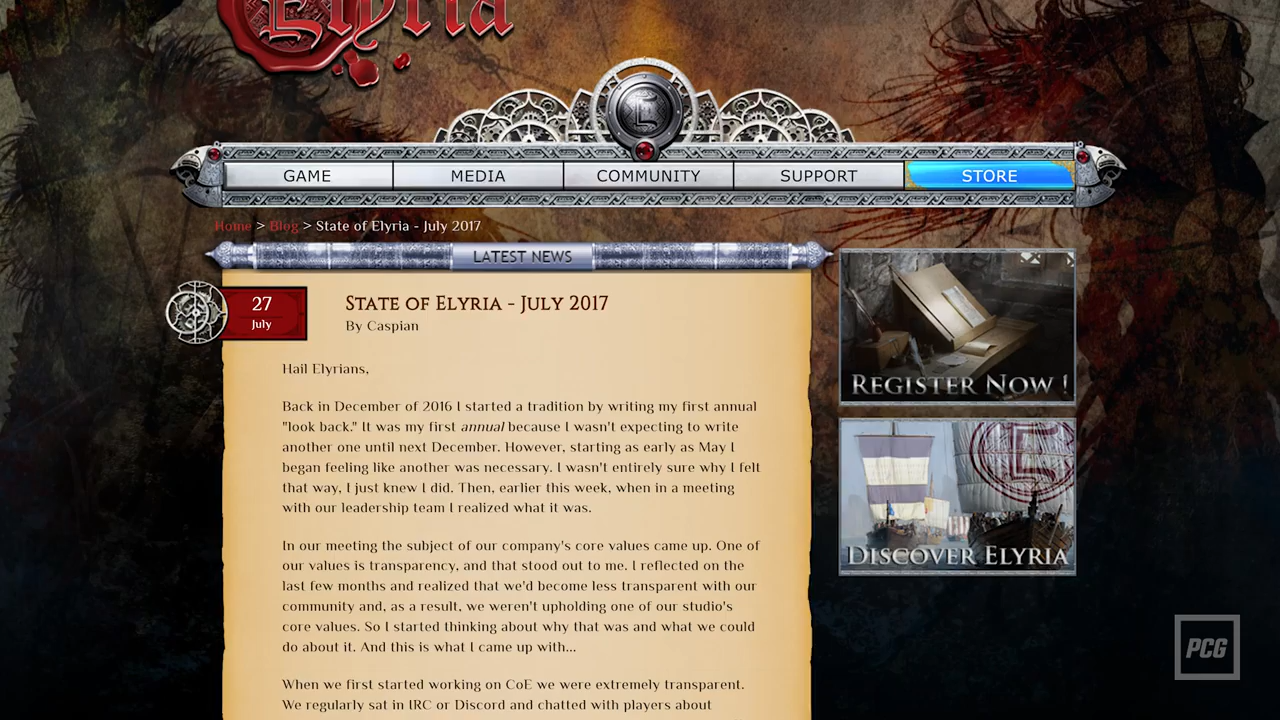 Elyria
GAME
MEDIA
COMMUNITY
SUPPORT
STORE
Home > Blog > State of Elyria - July 2017
LATEST NEWS
27
July
State of Elyria - July 2017
By Caspian
Hail Elyrians,
Back in December of 2016 I started a tradition by writing my first annual
"look back." It was my first annual because I wasn't expecting to write
another one until next December. However, starting as early as May I
began feeling like another was necessary. I wasn't entirely sure why I felt
that way, I just knew I did. Then, earlier this week, when in a meeting
with our leadership team I realized what it was.
In our meeting the subject of our company's core values came up. One of
our values is transparency, and that stood out to me. I reflected on the
last few months and realized that we'd become less transparent with our
community and, as a result, we weren't upholding one of our studio's
core values. So I started thinking about why that was and what we could
do about it. And this is what I came up with...
When we first started working on CoE we were extremely transparent.
We regularly sat in IRC or Discord and chatted with players about
Register Now !
Discover Elyria
PCG